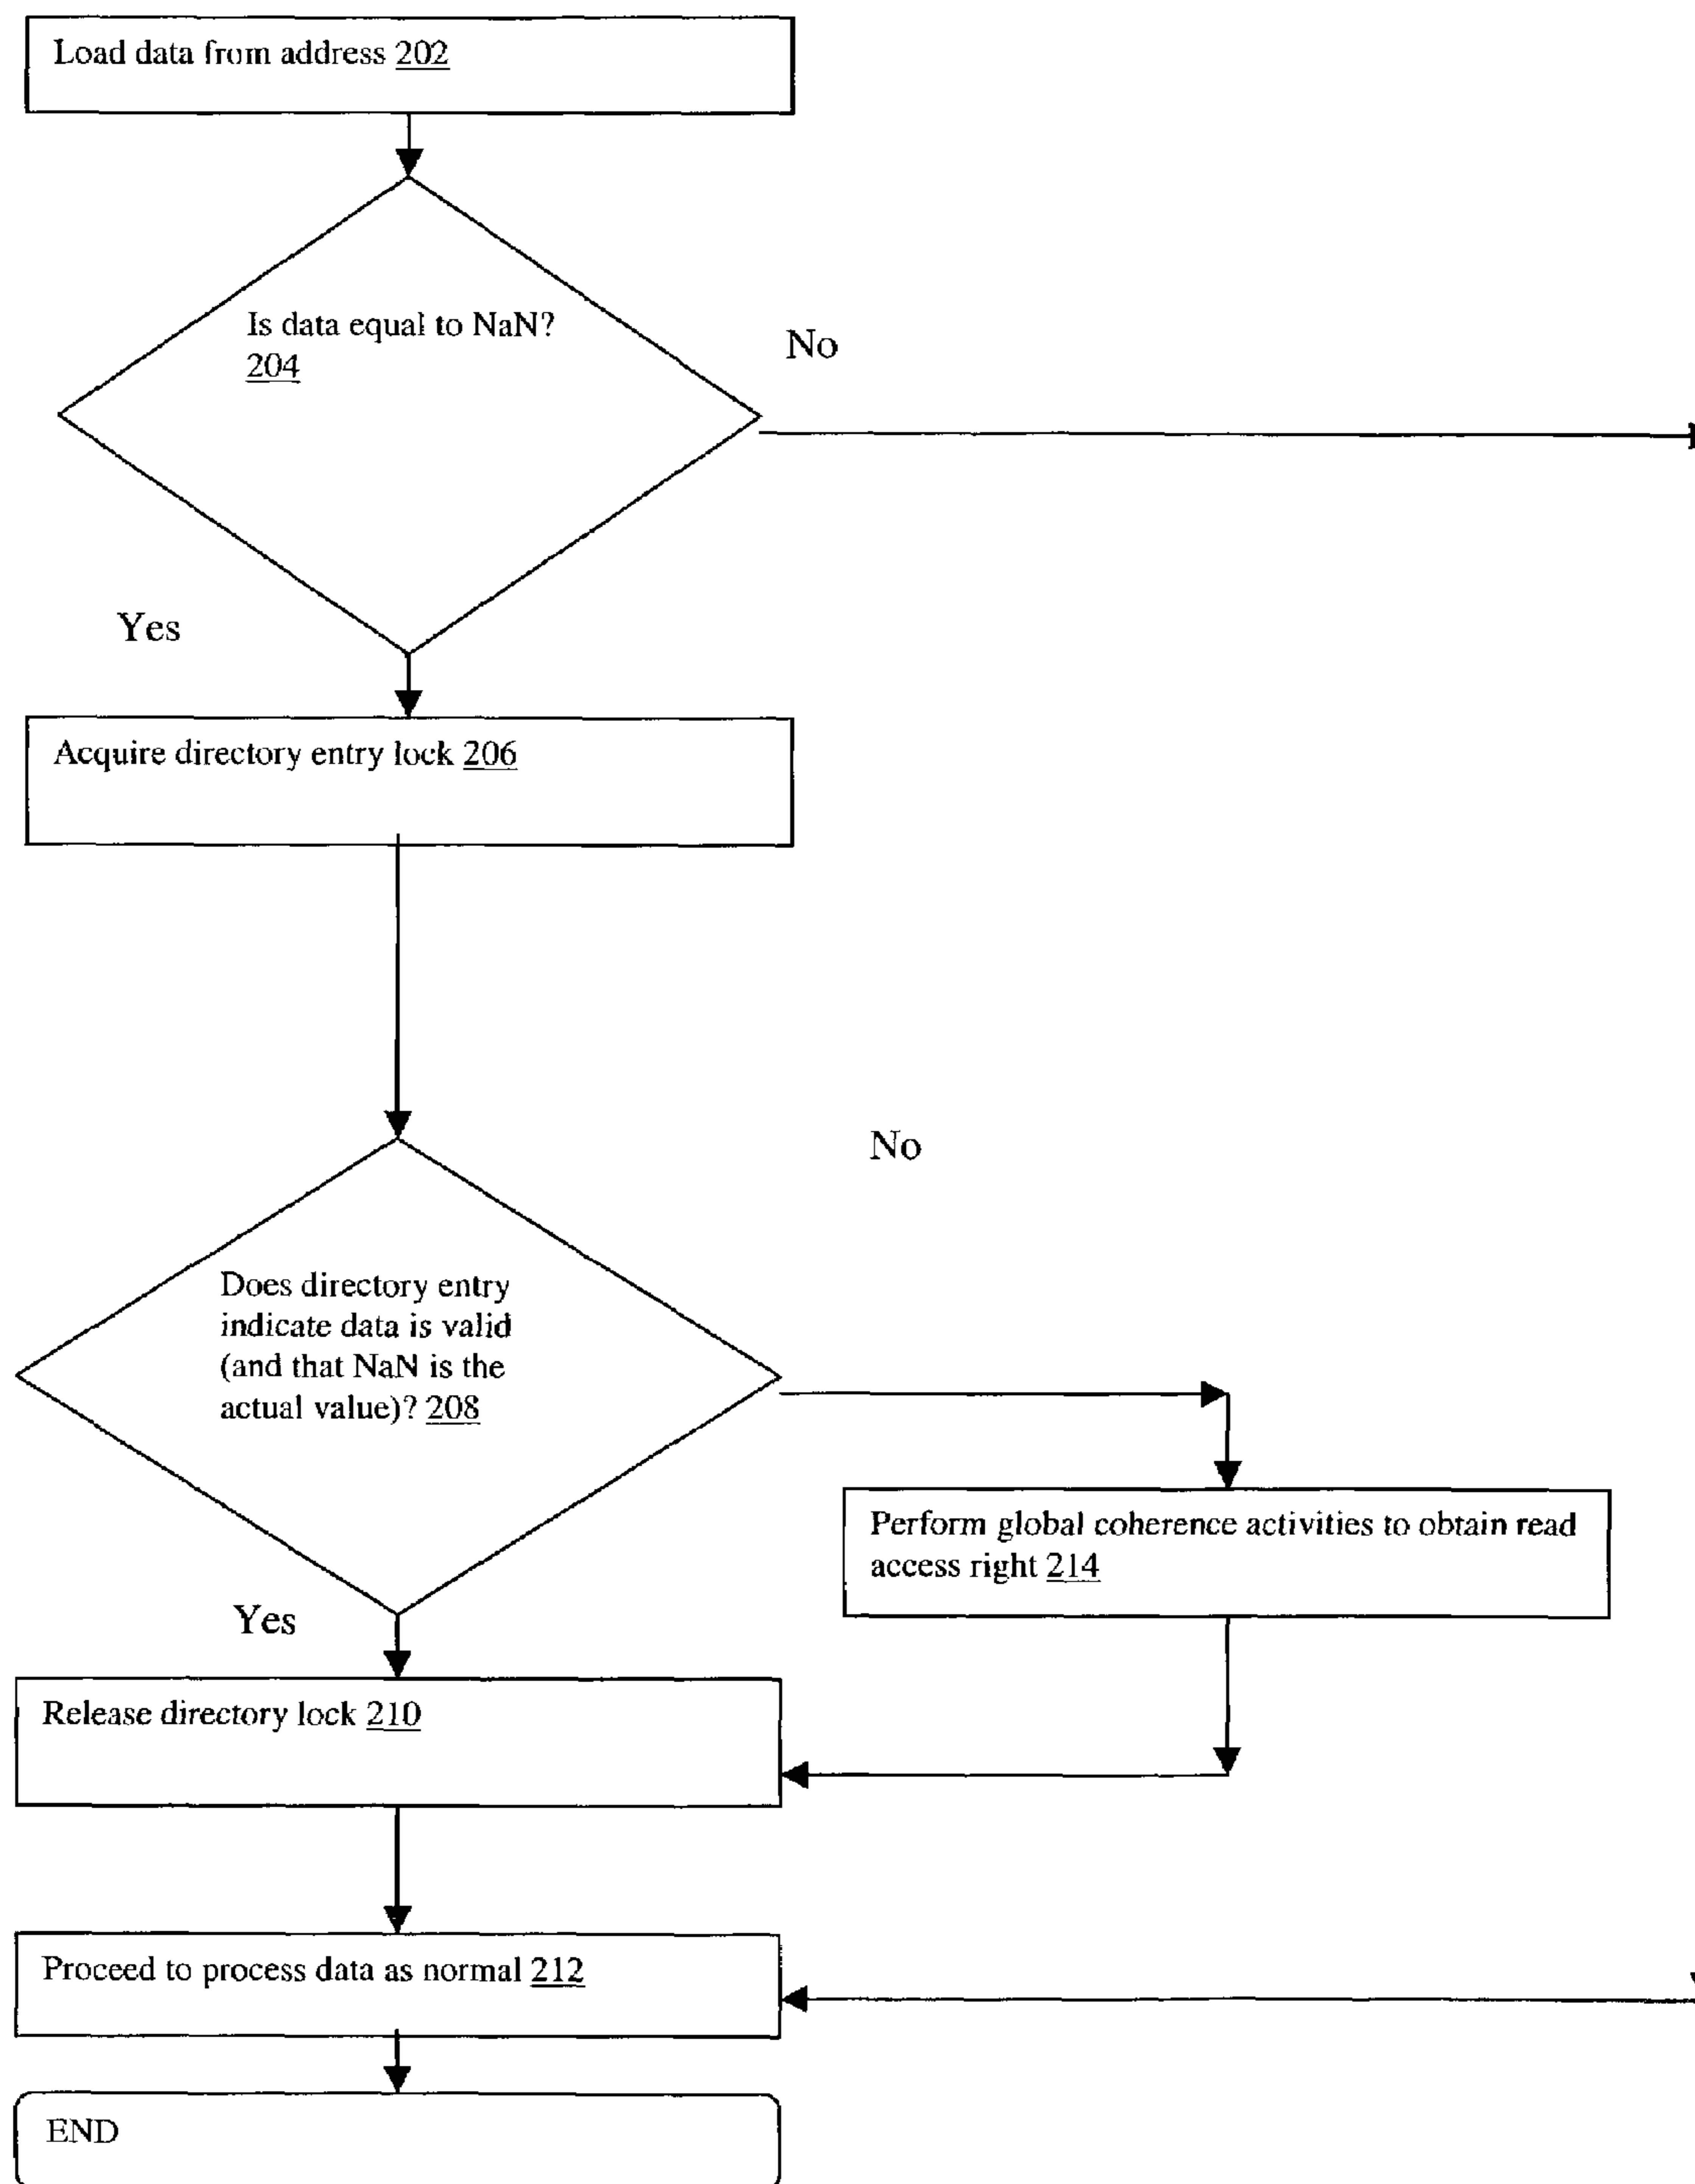 Load data from address 202
Is data equal to NaN?
204
No
Yes
Acquire directory entry lock 206
No
Does directory entry
indicate data is valid
(and that NaN is the
actual value)? 208
Perform global coherence activities to obtain read
access right 214
Yes
Release directory lock 210
Proceed to process data as normal 212
END